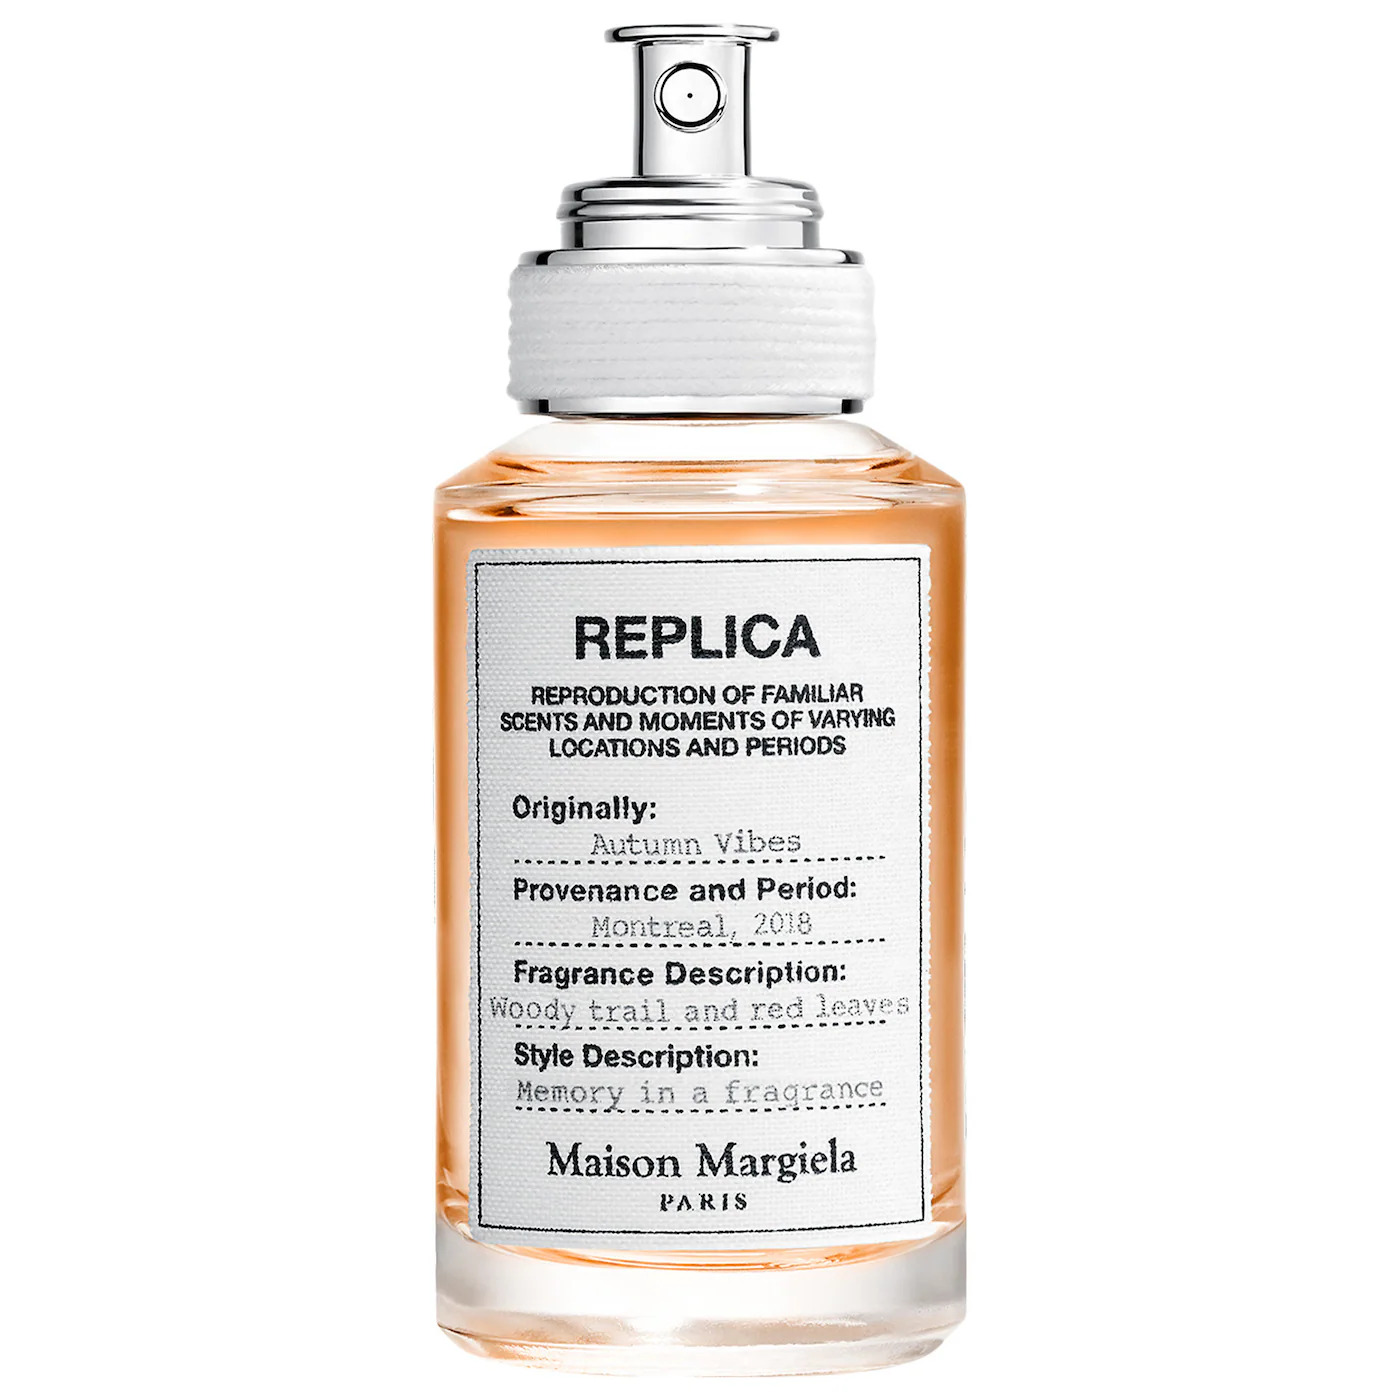 REPLICA
REPRODUCTION OF FAMILIAR
SCENTS AND MOMENTS OF VARYING
LOCATIONS AND PERIODS
Originally:
Autumn Vibes
Provenance and Period:
Montreal, 2018
Fragrance Description:
Woody trail and red leaves
Style Description:
Memory in a fragrance
Maison Margiela
PARIS